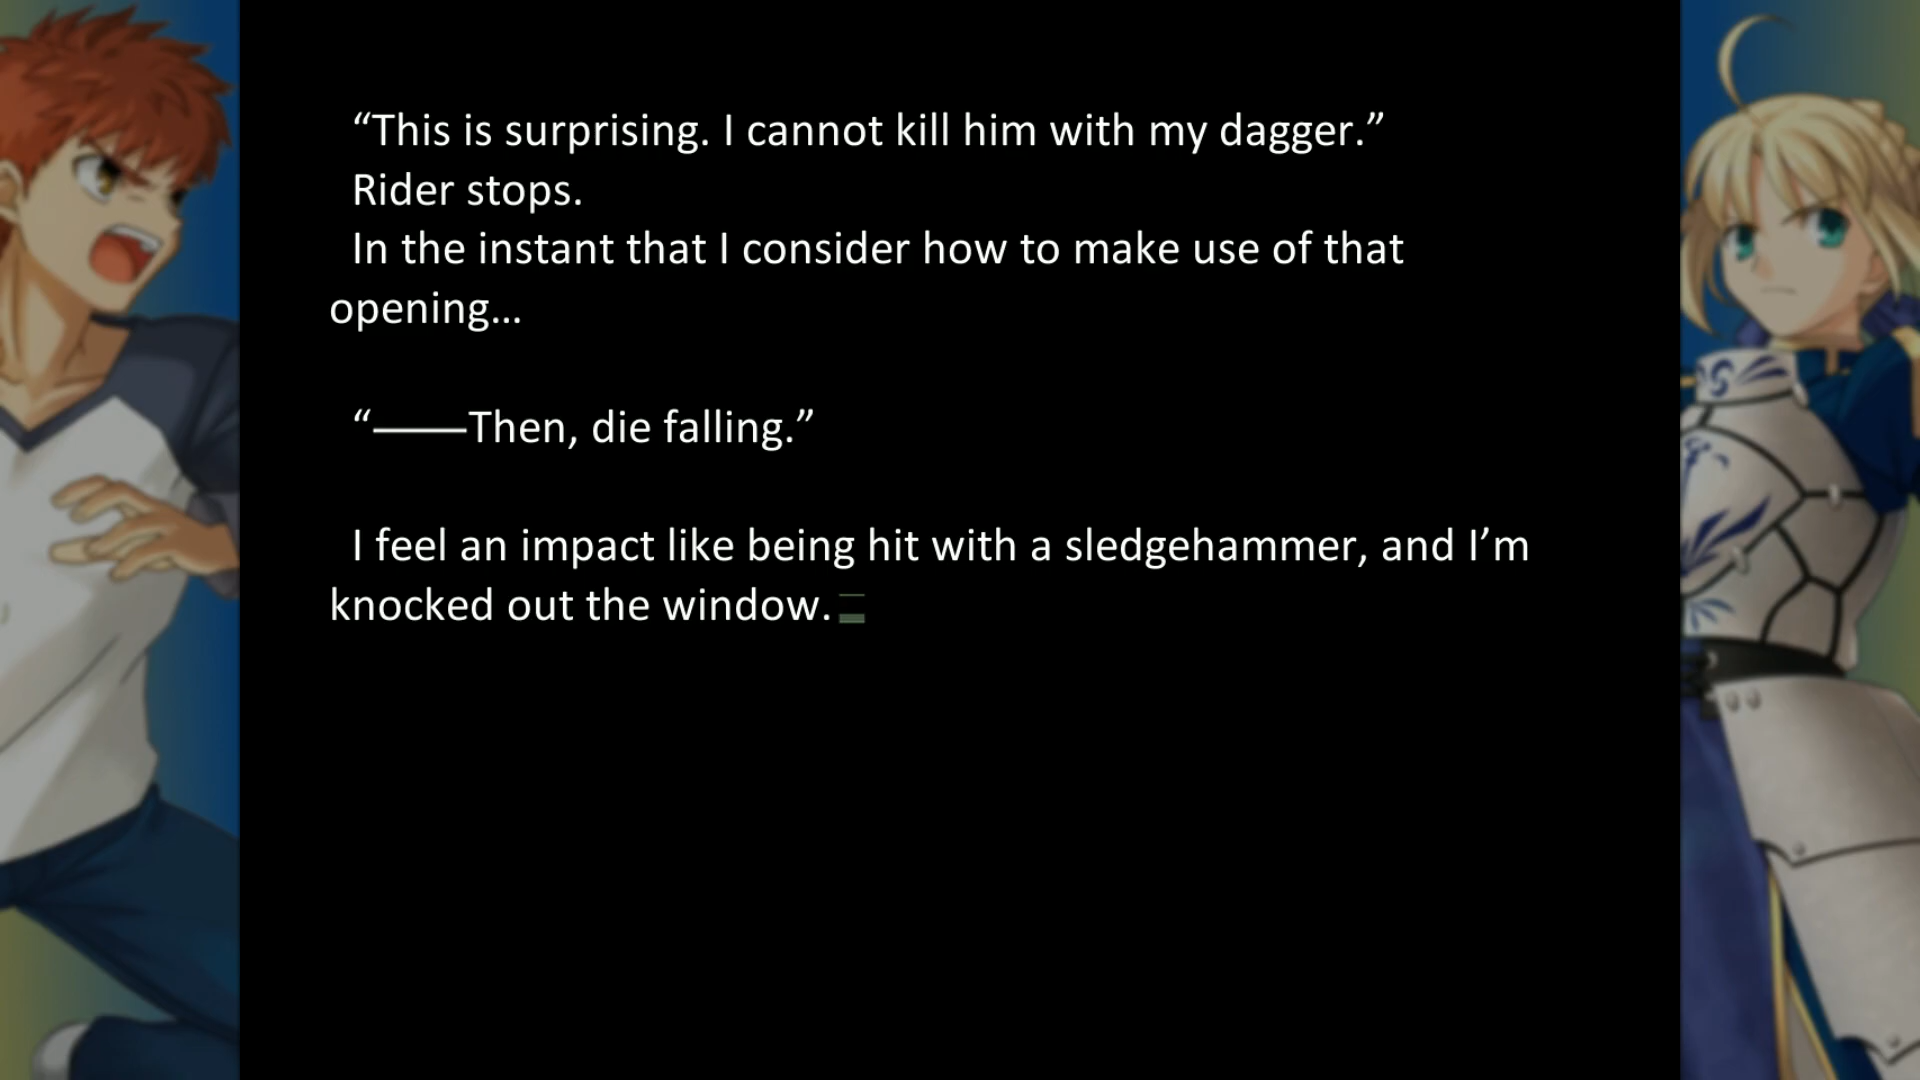 “This is surprising. I cannot kill him with my dagger.”
Rider stops.
In the instant that I consider how to make use of that
opening...
“――Then, die falling.”
I feel an impact like being hit with a sledgehammer, and I’m
knocked out the window.